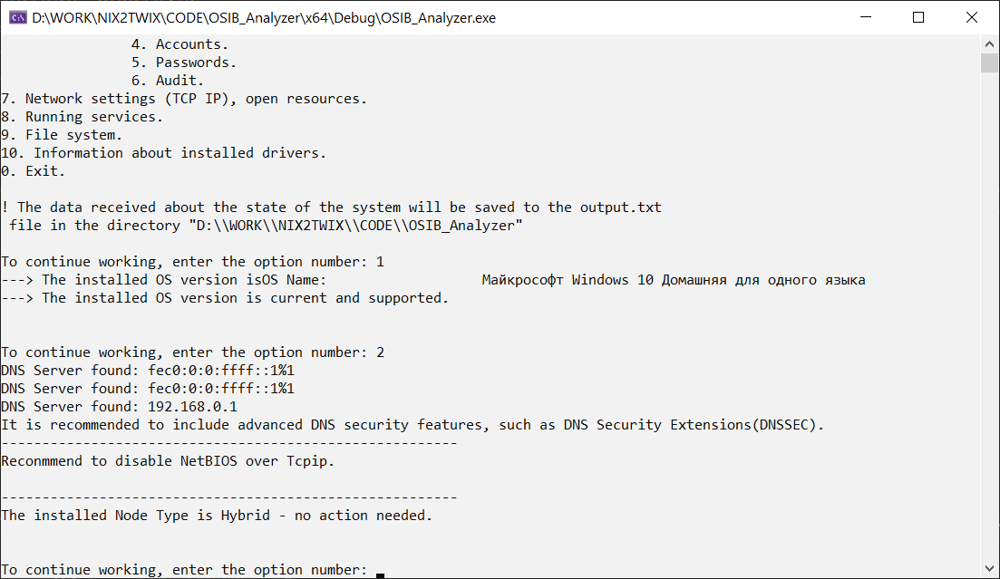 D:\WORK\NIX2TWIX\CODE\OSIB_Analyzer\x64\Debug\OSIB_Analyzer.exe
4. Accounts.
5. Passwords.
6. Audit.
7. Network settings (TCP IP), open resources.
8. Running services.
9. File system.
10. Information about installed drivers.
0. Exit.
! The data received about the state of the system will be saved to the output.txt
file in the directory "D:\\WORK\\NIX2TWIX\\CODE\\OSIB_Analyzer"
To continue working, enter the option number: 1
---> The installed OS version isOS Name: Майкрософт Windows 10 Домашняя для одного языка
---> The installed OS version is current and supported.
To continue working, enter the option number: 2
DNS Server found: fec0:0:0:ffff::1%1
DNS Server found: fec0:0:0:ffff::1%1
DNS Server found: 192.168.0.1
It is recommended to include advanced DNS security features, such as DNS Security Extensions(DNSSEC).
--------------------------------------------------------
Reconmmend to disable NetBIOS over Tcpip.
--------------------------------------------------------
The installed Node Type is Hybrid - no action needed.
To continue working, enter the option number: